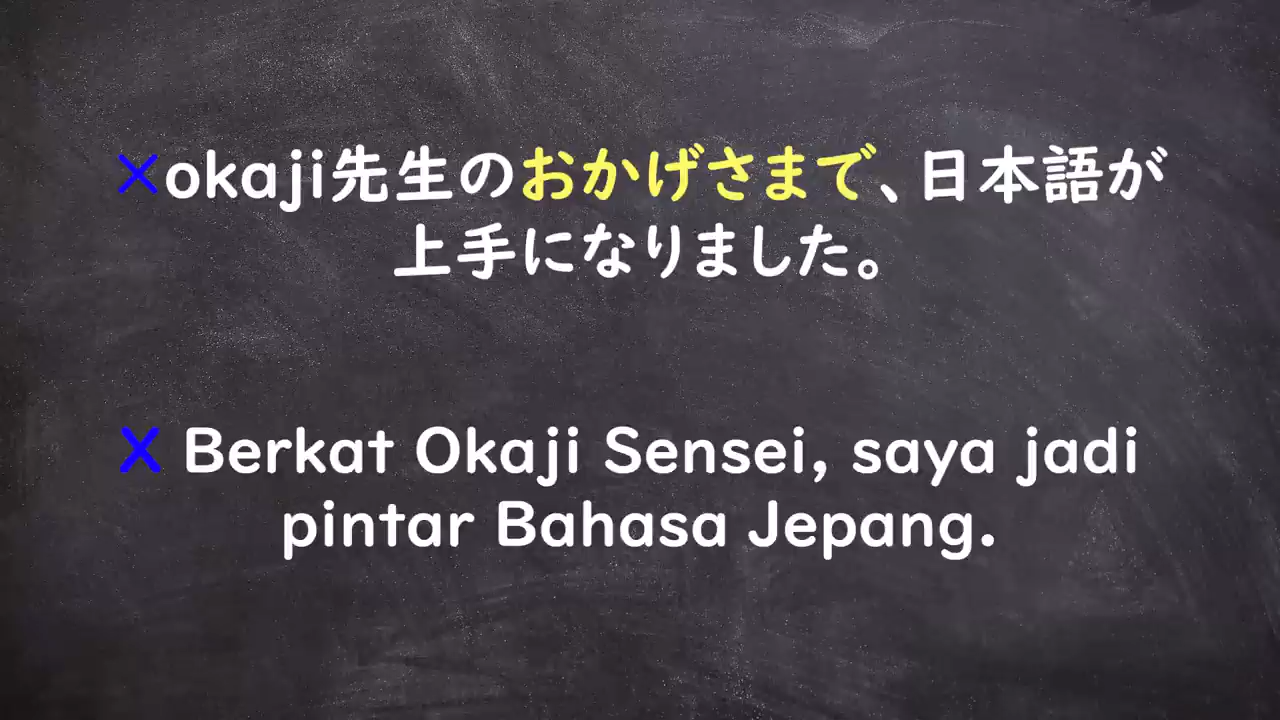 ×okaji先生のおかげさまで、日本語が
上手になりました。
X Berkat Okaji Sensei, saya jadi
pintar Bahasa Jepang.